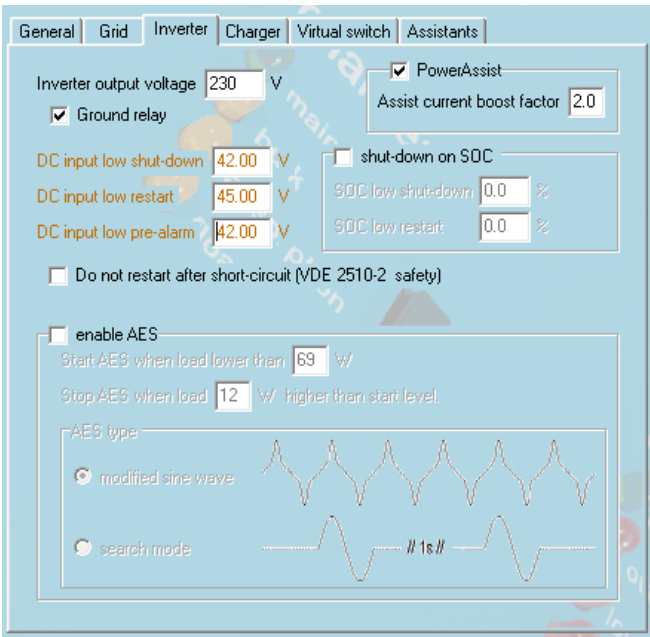 General Grid Inverter Charger Virtual switch Assistants
Inverter output voltage 230 V
Ground relay
PowerAssist
Assist current boost factor 2.0
DC input low shut-down 42.00 V
DC input low restart 45.00 V
DC input low pre-alarm 42.00 V
shut-down on SOC
SOC low shut-down 0.0 %
SOC low restart 0.0 %
Do not restart after short-circuit (VDE 2510-2 safety)
enable AES
Start AES when load lower than 69 W
Stop AES when load 12 W higher than start level.
AES type
modified sine wave
search mode // 1s //